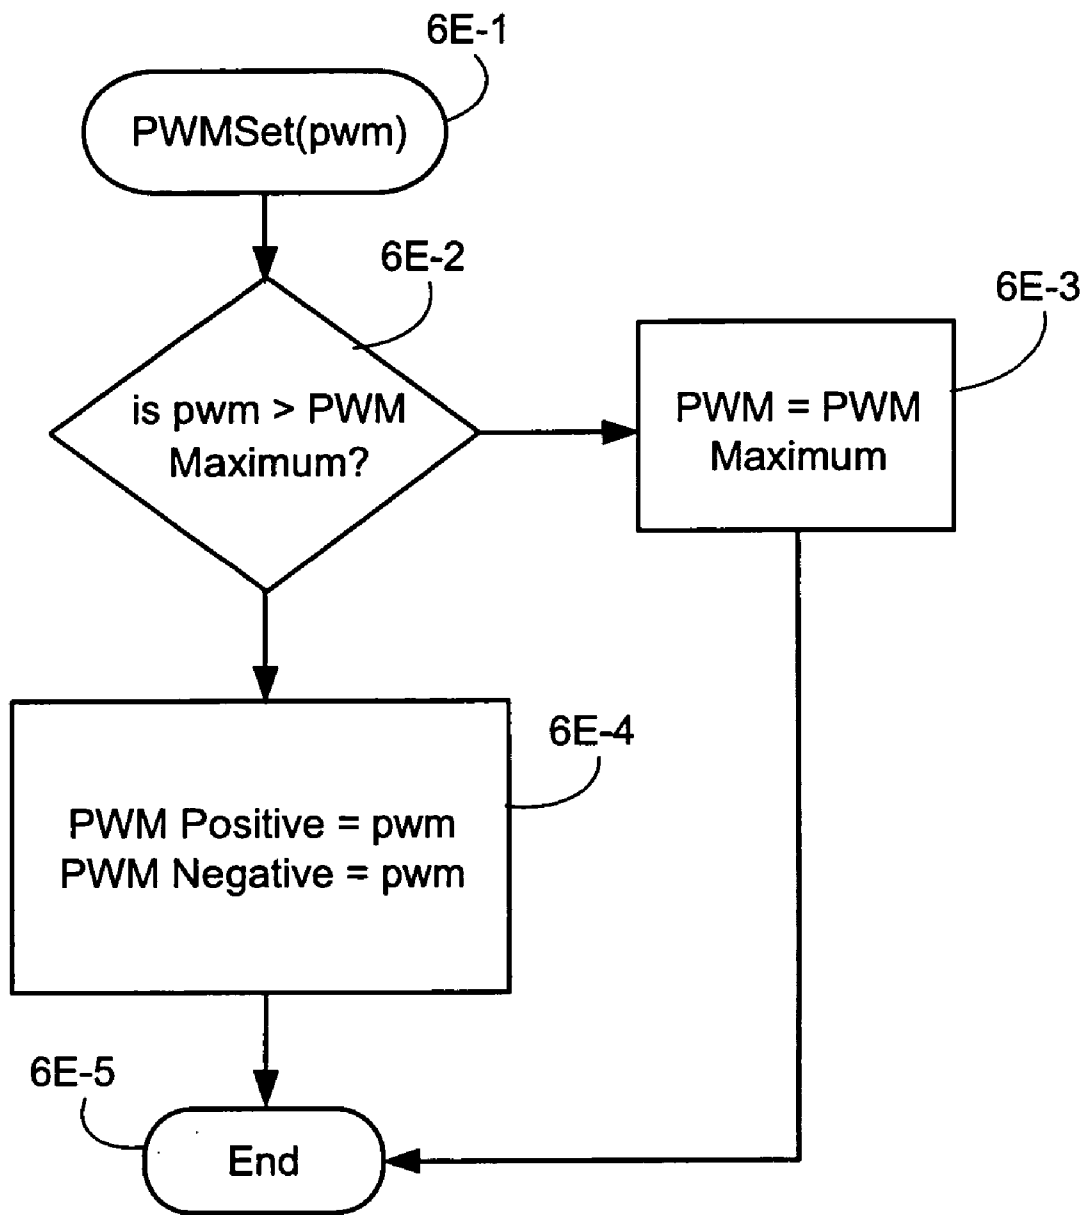 6E-1
PWMSet(pwm)
6E-2
is pwm > PWM
Maximum?
6E-3
PWM = PWM
Maximum
6E-4
PWM Positive = pwm
PWM Negative = pwm
6E-5
End